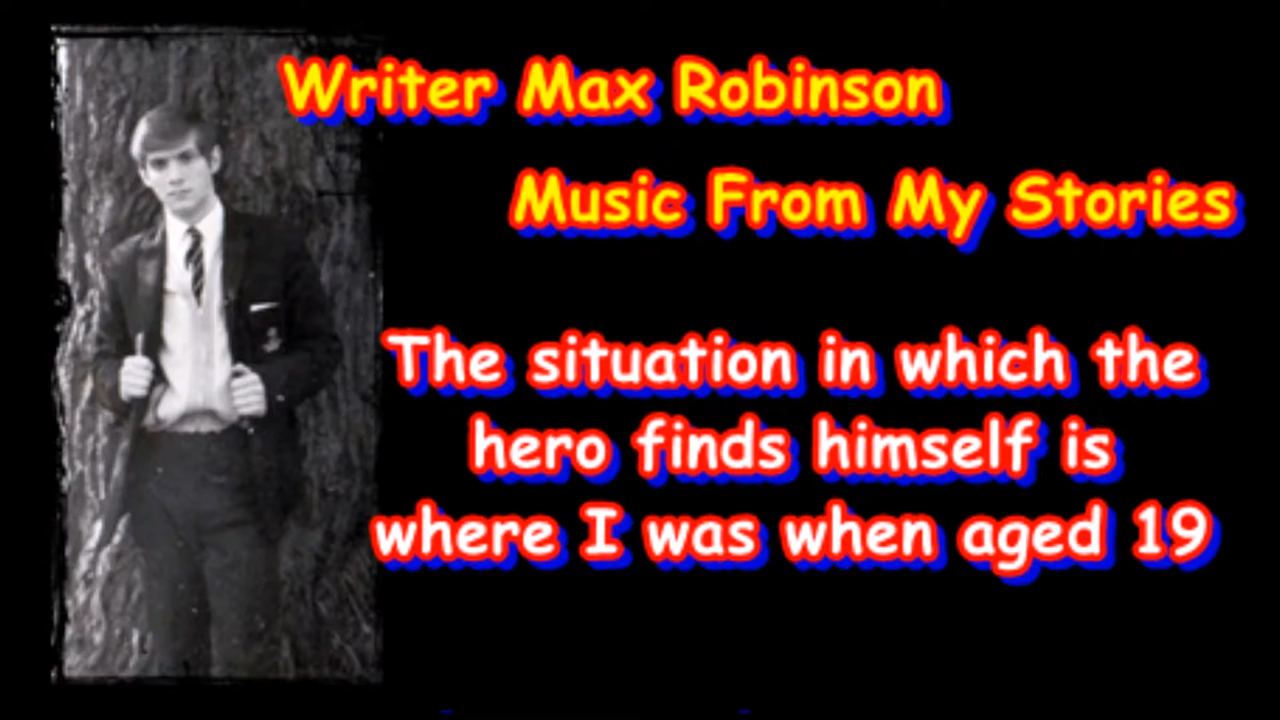 Writer Max Robinson
Music From My Stories
The situation in which the
hero finds himself is
where I was when aged 19